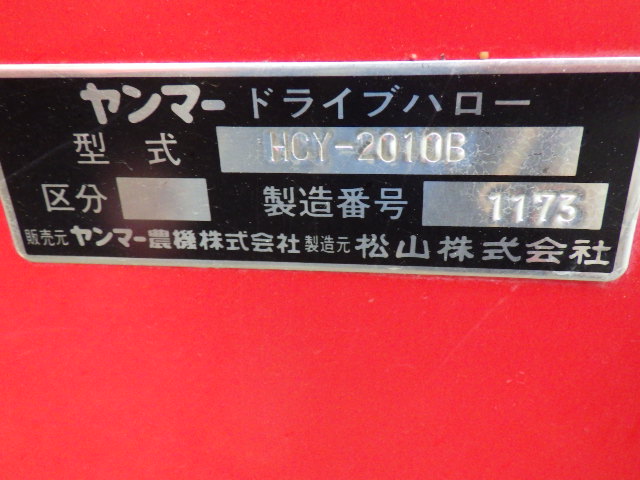 ヤンマー ドライブハロー
型式 HCY-2010B
区分 製造番号 1173
販売元 ヤンマー農機株式会社 製造元 松山株式会社